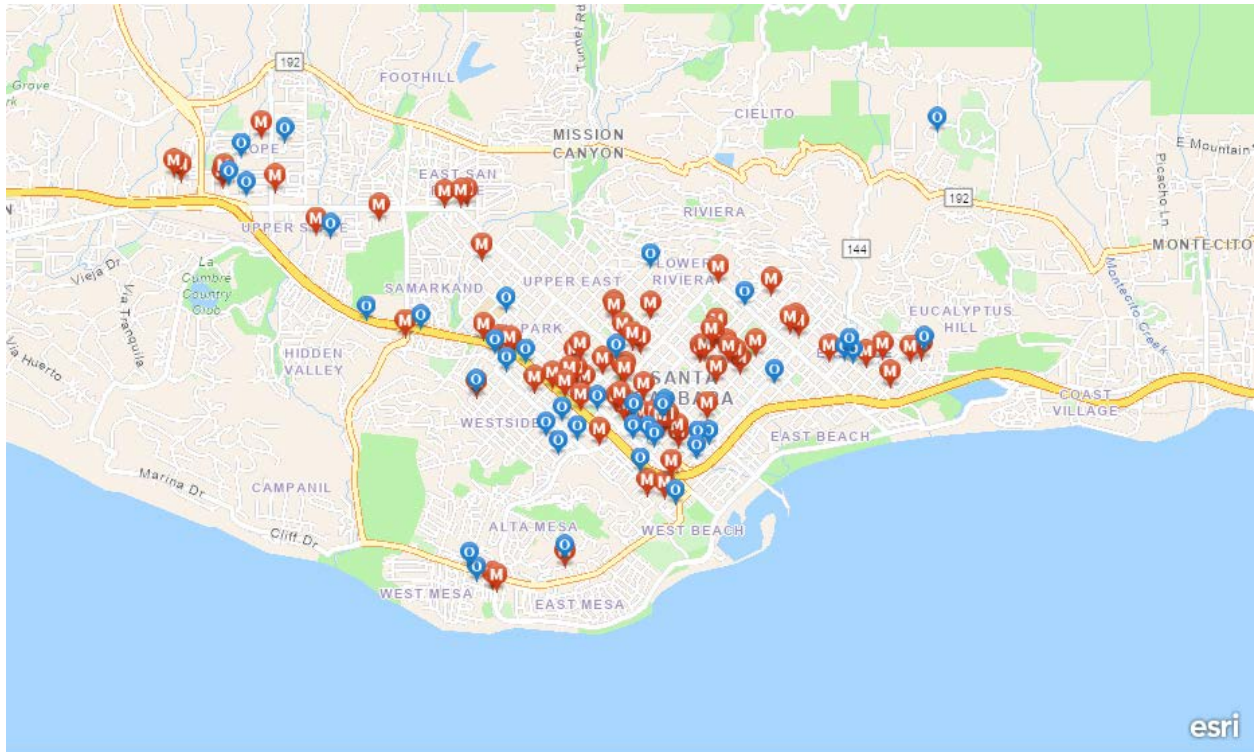 192
FOOTHILL
Tunnel Rd
Grove
CIELITO
MISSION
CANYON
E Mountain
OPE
EAST SAN
Picacho Ln
192
RIVIERA
UPPER
144
MONTECITO
Vieja Dr
La
Cumbre
Country
Club
LOWER
RIVIERA
UPPER EAST
Montecito Creek
Via Tranquila
SAMARKAND
EUCALYPTUS
HILL
PARK
Via Huerto
HIDDEN
VALLEY
SANTA
COAST
VILLAGE
WESTSIDE
EAST BEACH
Marina Dr
CAMPANIL
Cliff Dr
ALTA MESA
WEST BEACH
WEST MESA
EAST MESA
esri
M
O